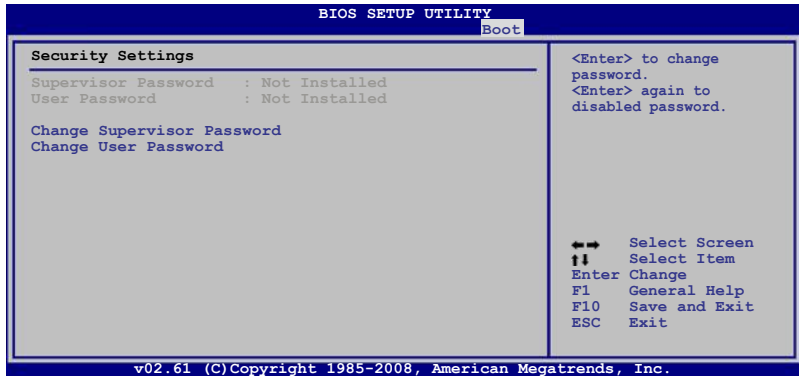 BIOS SETUP UTILITY
Boot
Security Settings
Supervisor Password : Not Installed
User Password : Not Installed
Change Supervisor Password
Change User Password
<Enter> to change
password.
<Enter> again to
disabled password.
Select Screen
Select Item
Enter Change
F1 General Help
F10 Save and Exit
ESC Exit
v02.61 (C)Copyright 1985-2008, American Megatrends, Inc.